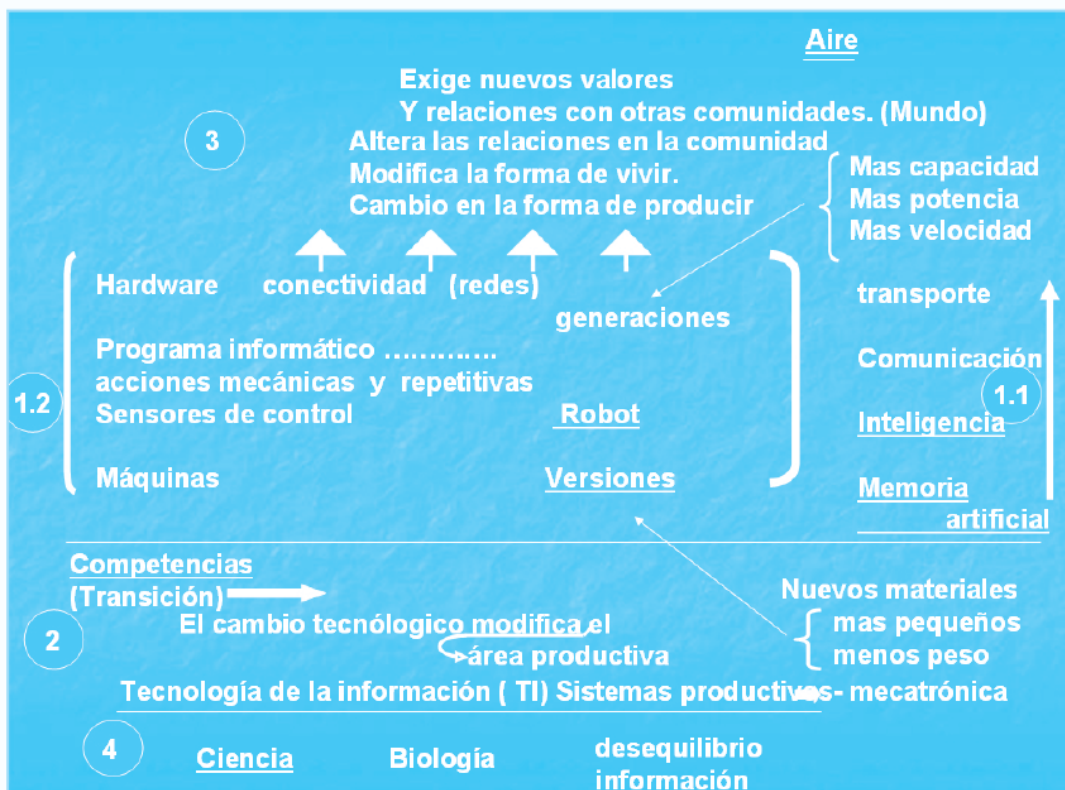 Aire
Exige nuevos valores
Y relaciones con otras comunidades. (Mundo)
3
Altera las relaciones en la comunidad
Modifica la forma de vivir.
Cambio en la forma de producir
Mas capacidad
Mas potencia
Mas velocidad
Hardware conectividad (redes)
generaciones
transporte
Programa informático .............
acciones mecánicas y repetitivas
Sensores de control
Comunicación
1.2
1.1
Robot
Inteligencia
Máquinas
Versiones
Memoria
artificial
Competencias
(Transición)
Nuevos materiales
mas pequeños
menos peso
2
El cambio tecnólogico modifica el
área productiva
Tecnología de la información ( TI) Sistemas productivos- mecatrónica
4
Ciencia
Biología
desequilibrio
información